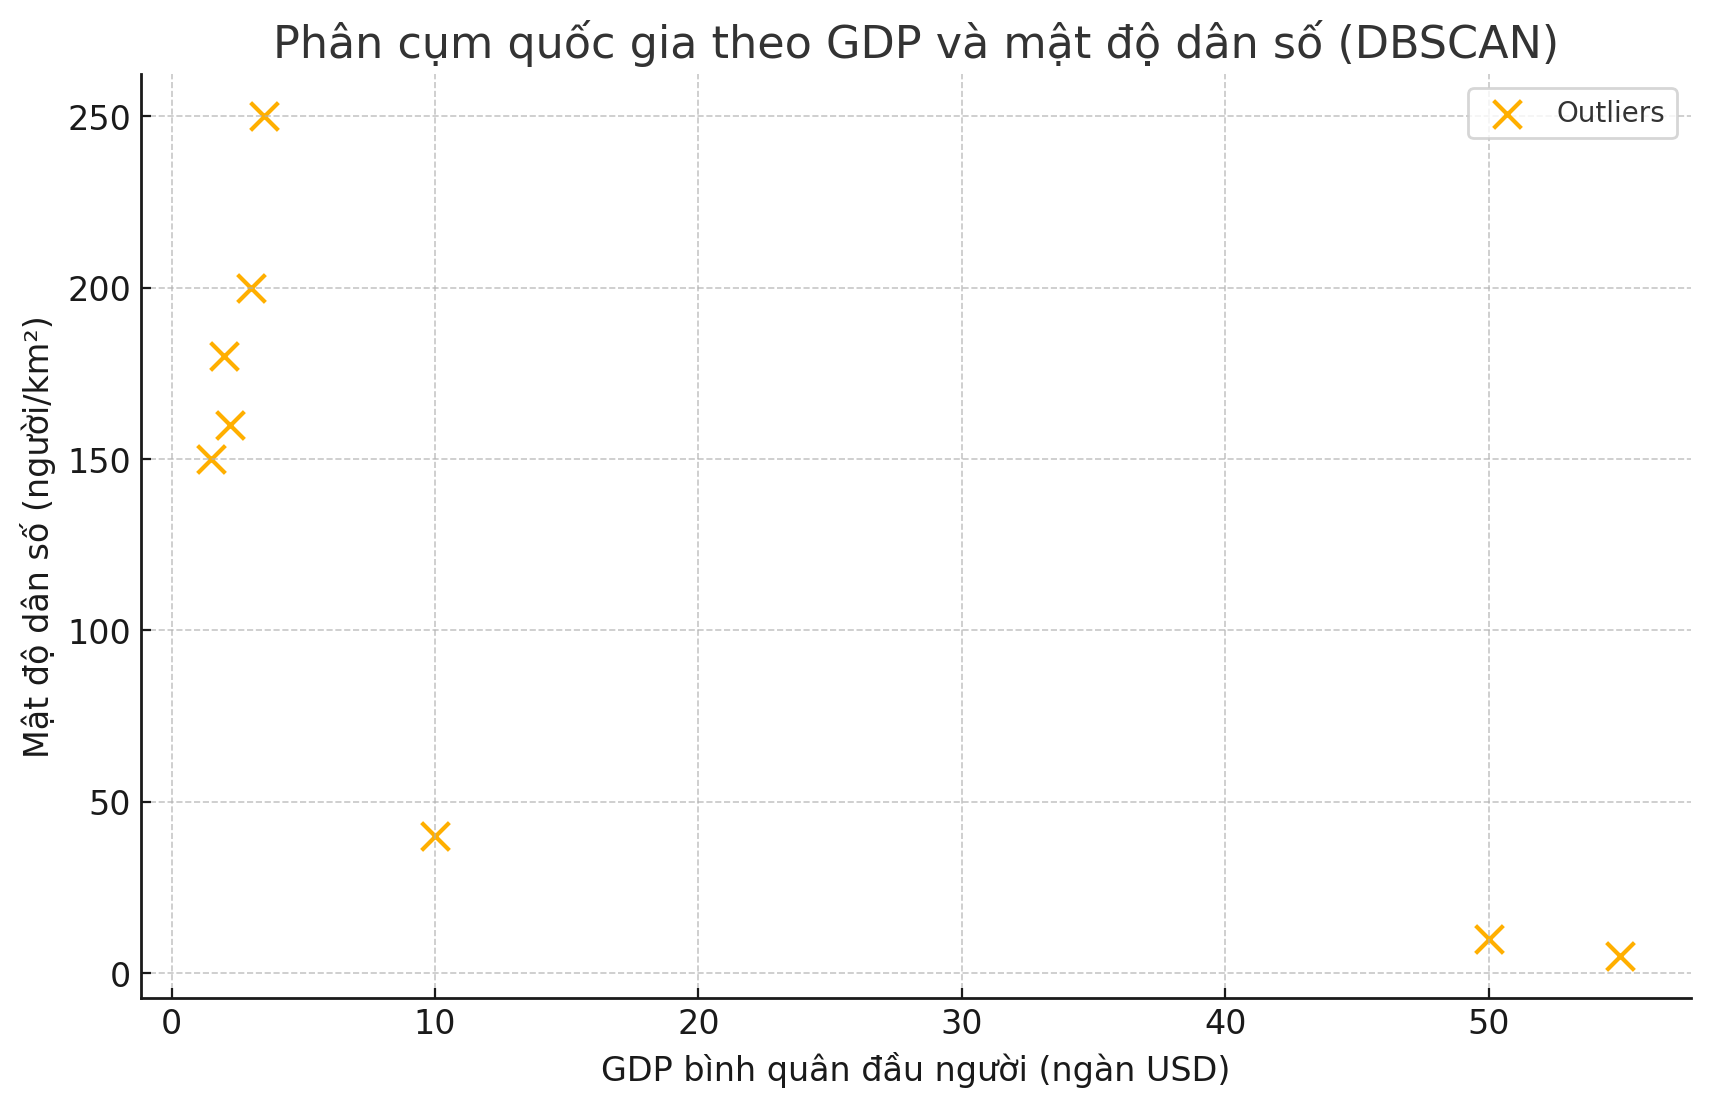 Phân cụm quốc gia theo GDP và mật độ dân số (DBSCAN)
Outliers
250
200
150
100
50
0
Mật độ dân số (người/km²)
0 10 20 30 40 50
GDP bình quân đầu người (ngàn USD)